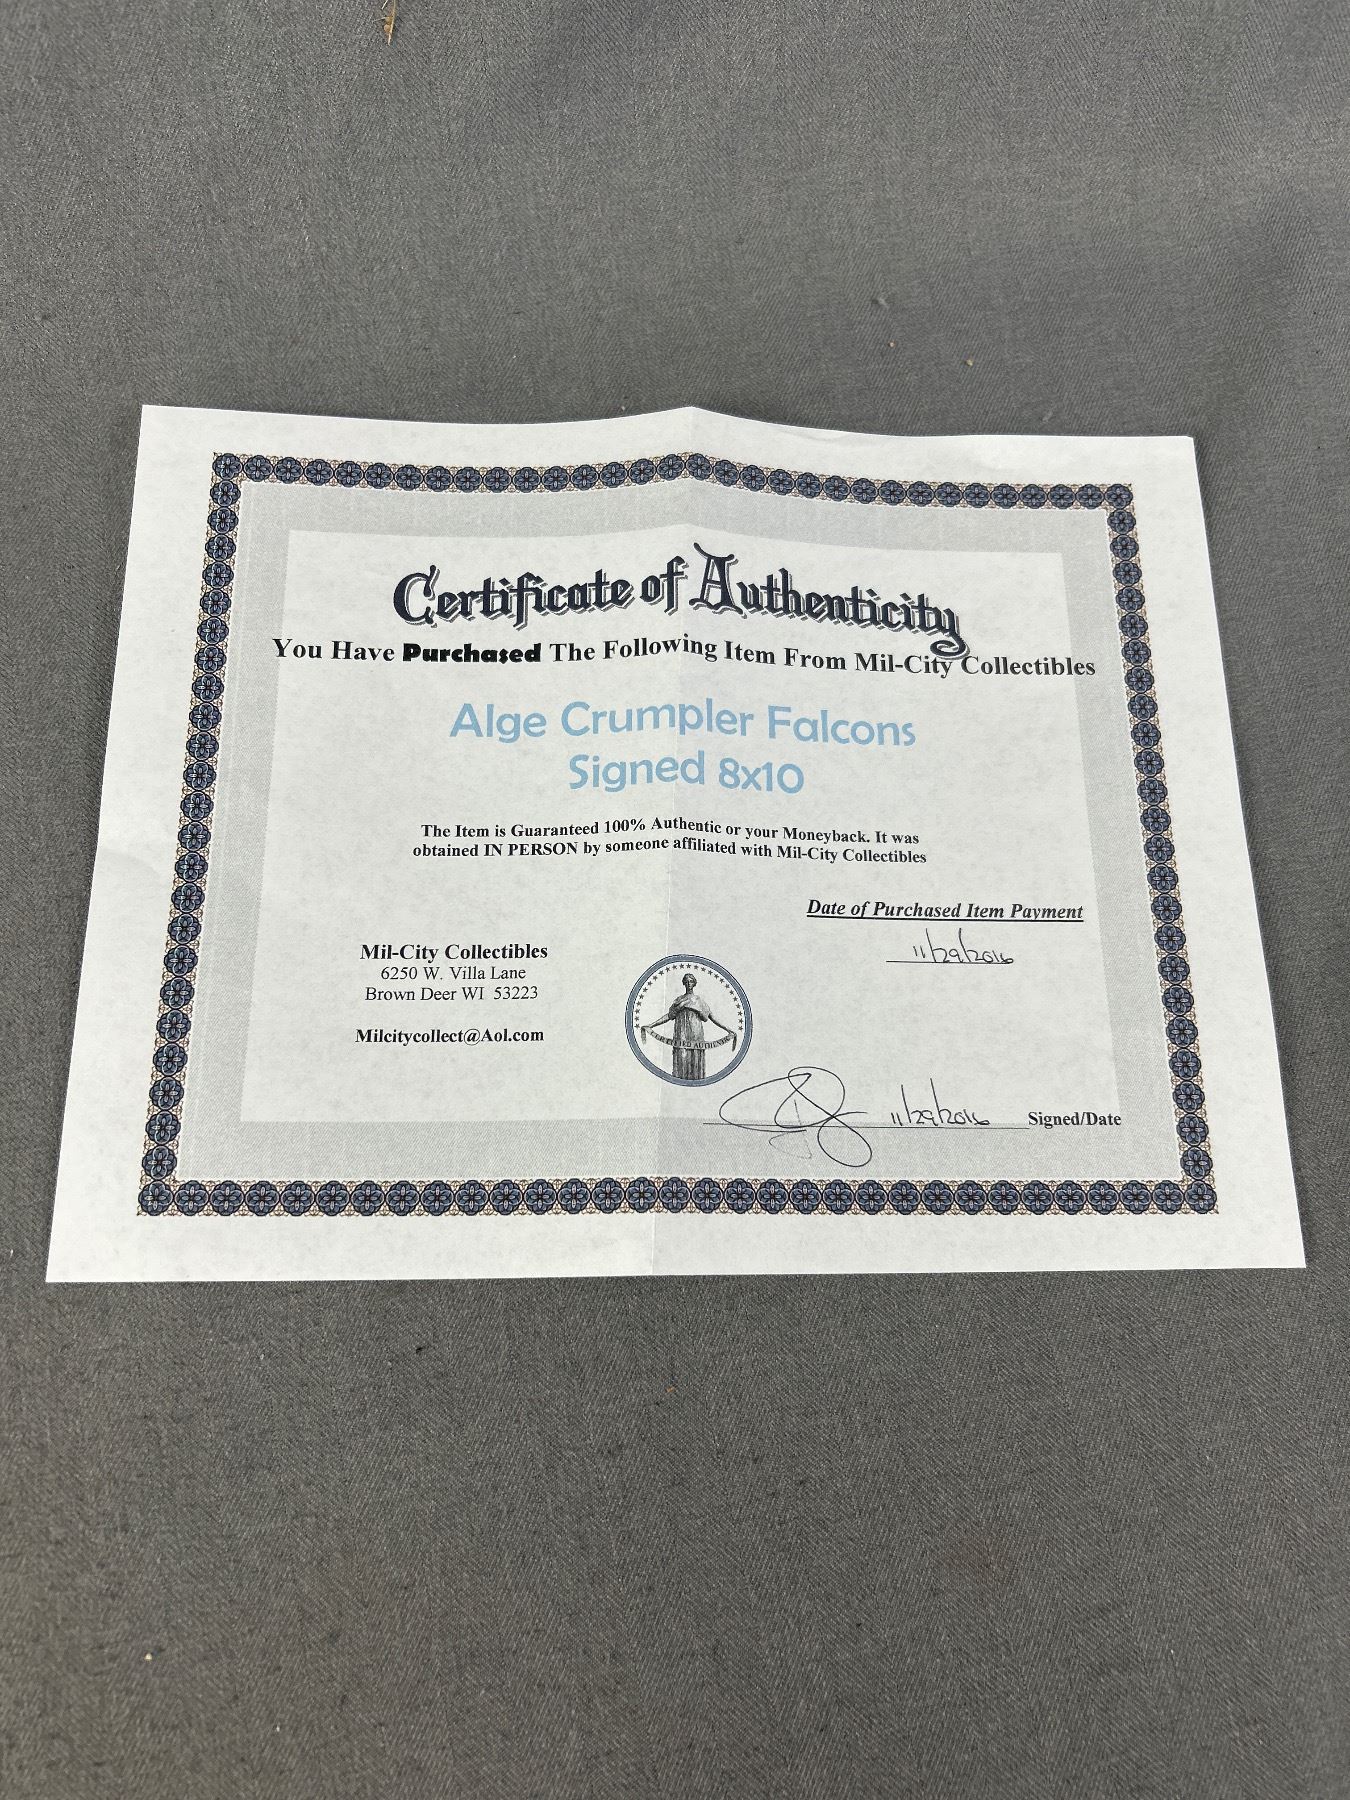 Certificate of Authenticity
You Have Purchased The Following Item From Mil-City Collectibles
Alge Crumpler Falcons
Signed 8x10
The Item is Guaranteed 100% Authentic or your Moneyback. It was
obtained IN PERSON by someone affiliated with Mil-City Collectibles
Date of Purchased Item Payment
11/29/2016
Mil-City Collectibles
6250 W. Villa Lane
Brown Deer WI 53223
Milcitycollect@Aol.com
CERTIFIED AUTHENTIC
11/29/2016 Signed/Date